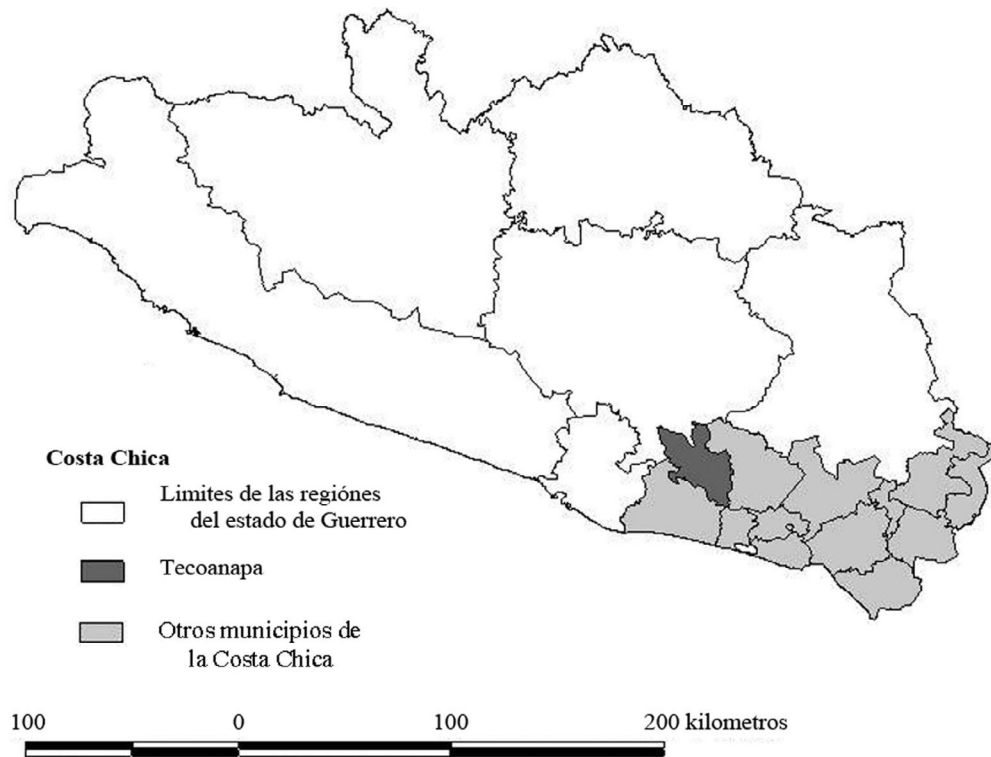 Costa Chica
Limites de las regiónes
del estado de Guerrero
Tecoanapa
Otros municipios de
la Costa Chica
100 0 100 200 kilometros